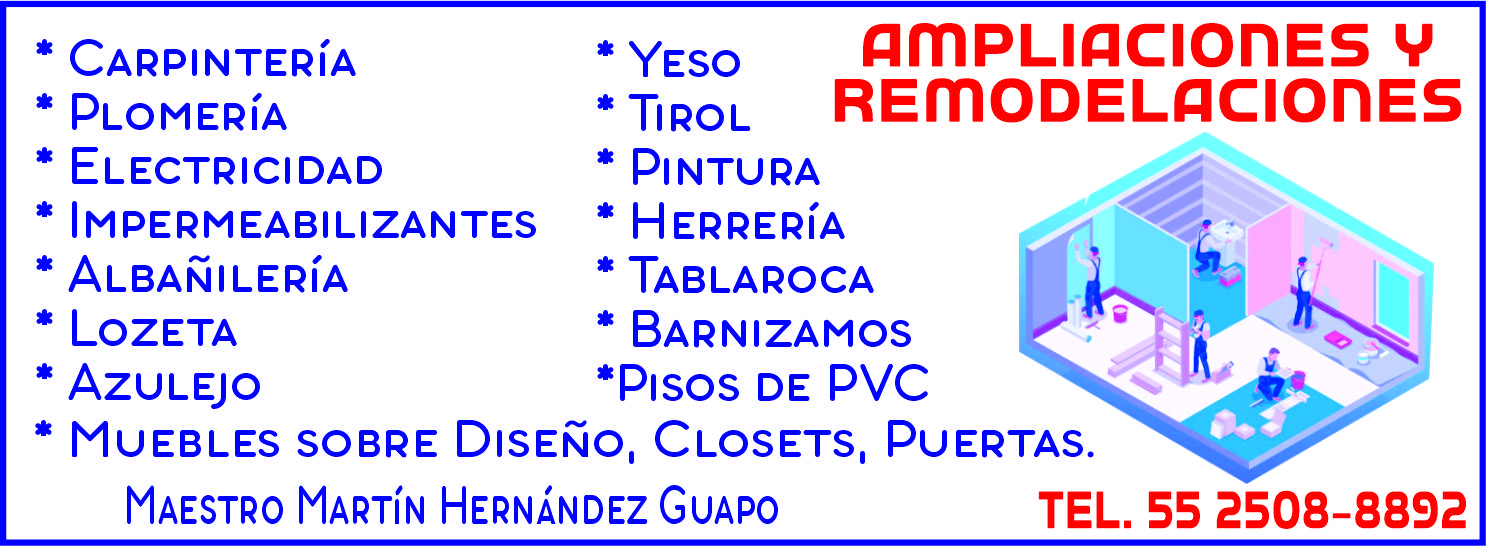 * Carpintería
* Plomería
* Electricidad
* Impermeabilizantes
* Albañilería
* Lozeta
* Azulejo
* Yeso
* Tirol
* Pintura
* Herrería
* Tablaroca
* Barnizamos
*Pisos de PVC
* Muebles sobre Diseño, Closets, Puertas.
Maestro Martín Hernández Guapo
AMPLIACIONES Y
REMODELACIONES
TEL. 55 2508-8892